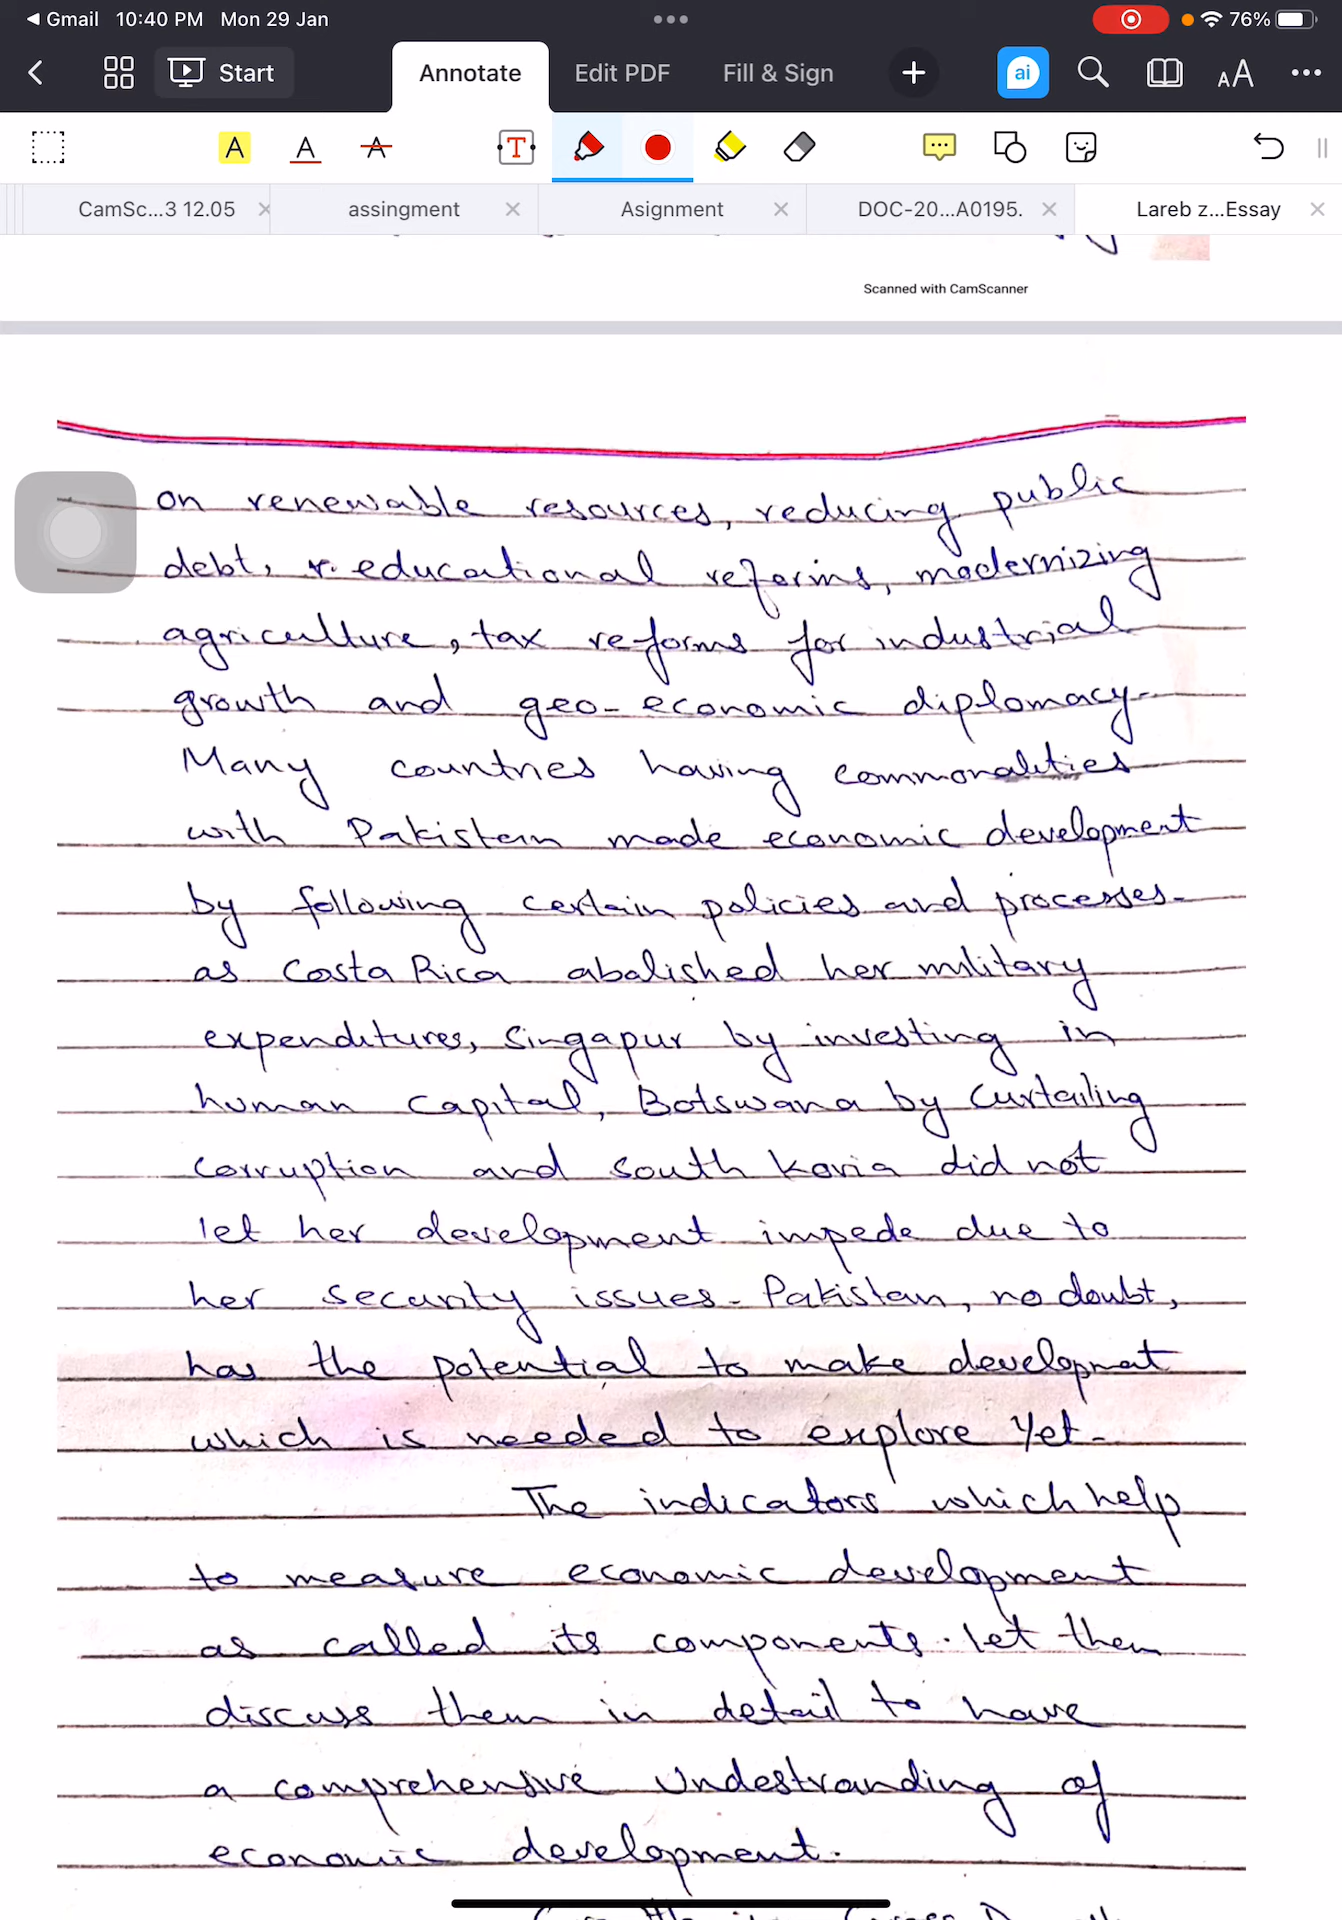 Gmail 10:40 PM Mon 29 Jan 76%
Start Annotate Edit PDF Fill & Sign ai AA
A A A T
CamSc...3 12.05 assingment Asignment DOC-20...A0195. Lareb z...Essay
Scanned with CamScanner
on renewable resources, reducing public
debt, r. educational reforms, modernizing
agriculture, tax reforms for industrial
growth and geo-economic diplomacy-
Many countries having commonalities
with Pakistan made economic development
by following certain policies and processes-
as Costa Rica abalished her military
expenditures, Singapur by investing in
human capital, Botswana by Curtailing
corruption and south koria did not
let her development impede due to
her security issues- Pakistan, no doubt,
has the potential to make developmat
which is needed to explore Yet-
The indicators which help
to measure economic development
as called its components. let them
discuss them in detail to have
a comprehensive Undestranding of
economic development.